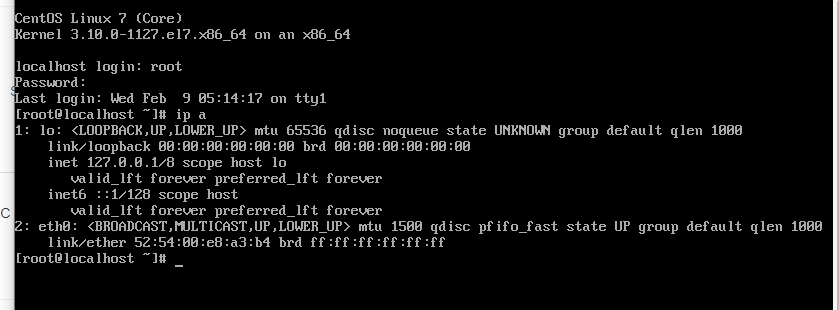 CentOS Linux 7 (Core)
Kernel 3.10.0-1127.el7.x86_64 on an x86_64
localhost login: root
Password:
Last login: Wed Feb  9 05:14:17 on tty1
[root@localhost ~]# ip a
1: lo: <LOOPBACK,UP,LOWER_UP> mtu 65536 qdisc noqueue state UNKNOWN group default qlen 1000
    link/loopback 00:00:00:00:00:00 brd 00:00:00:00:00:00
    inet 127.0.0.1/8 scope host lo
       valid_lft forever preferred_lft forever
    inet6 ::1/128 scope host
       valid_lft forever preferred_lft forever
2: eth0: <BROADCAST,MULTICAST,UP,LOWER_UP> mtu 1500 qdisc pfifo_fast state UP group default qlen 1000
    link/ether 52:54:00:e8:a3:b4 brd ff:ff:ff:ff:ff:ff
[root@localhost ~]# _